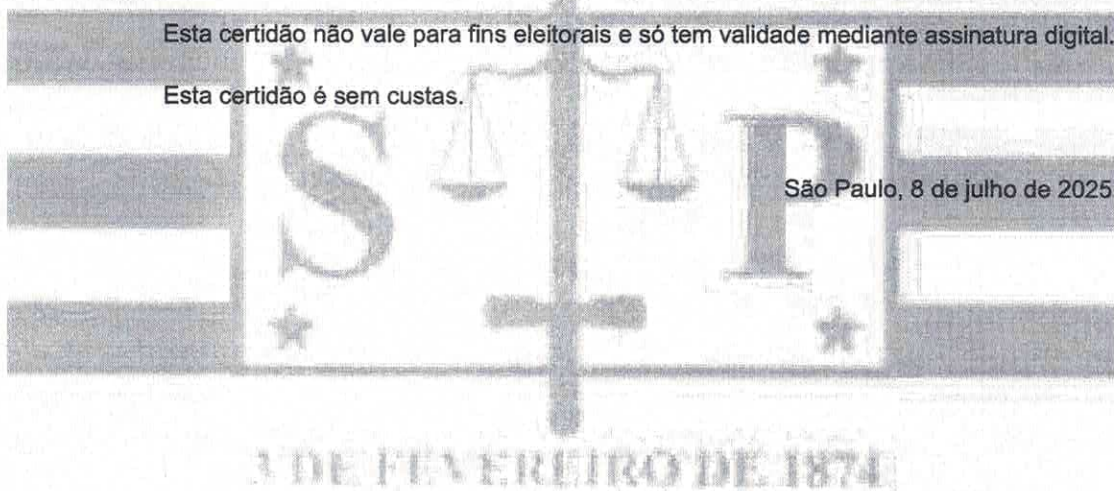 Esta certidão não vale para fins eleitorais e só tem validade mediante assinatura digital.
Esta certidão é sem custas.
São Paulo, 8 de julho de 2025
S P
3 DE FEVEREIRO DE 1874